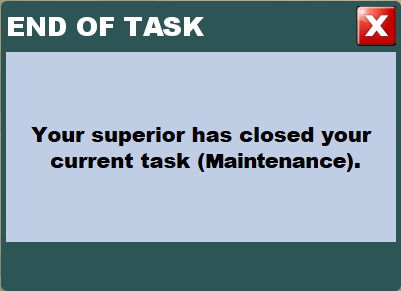 END OF TASK
X
Your superior has closed your
current task (Maintenance).